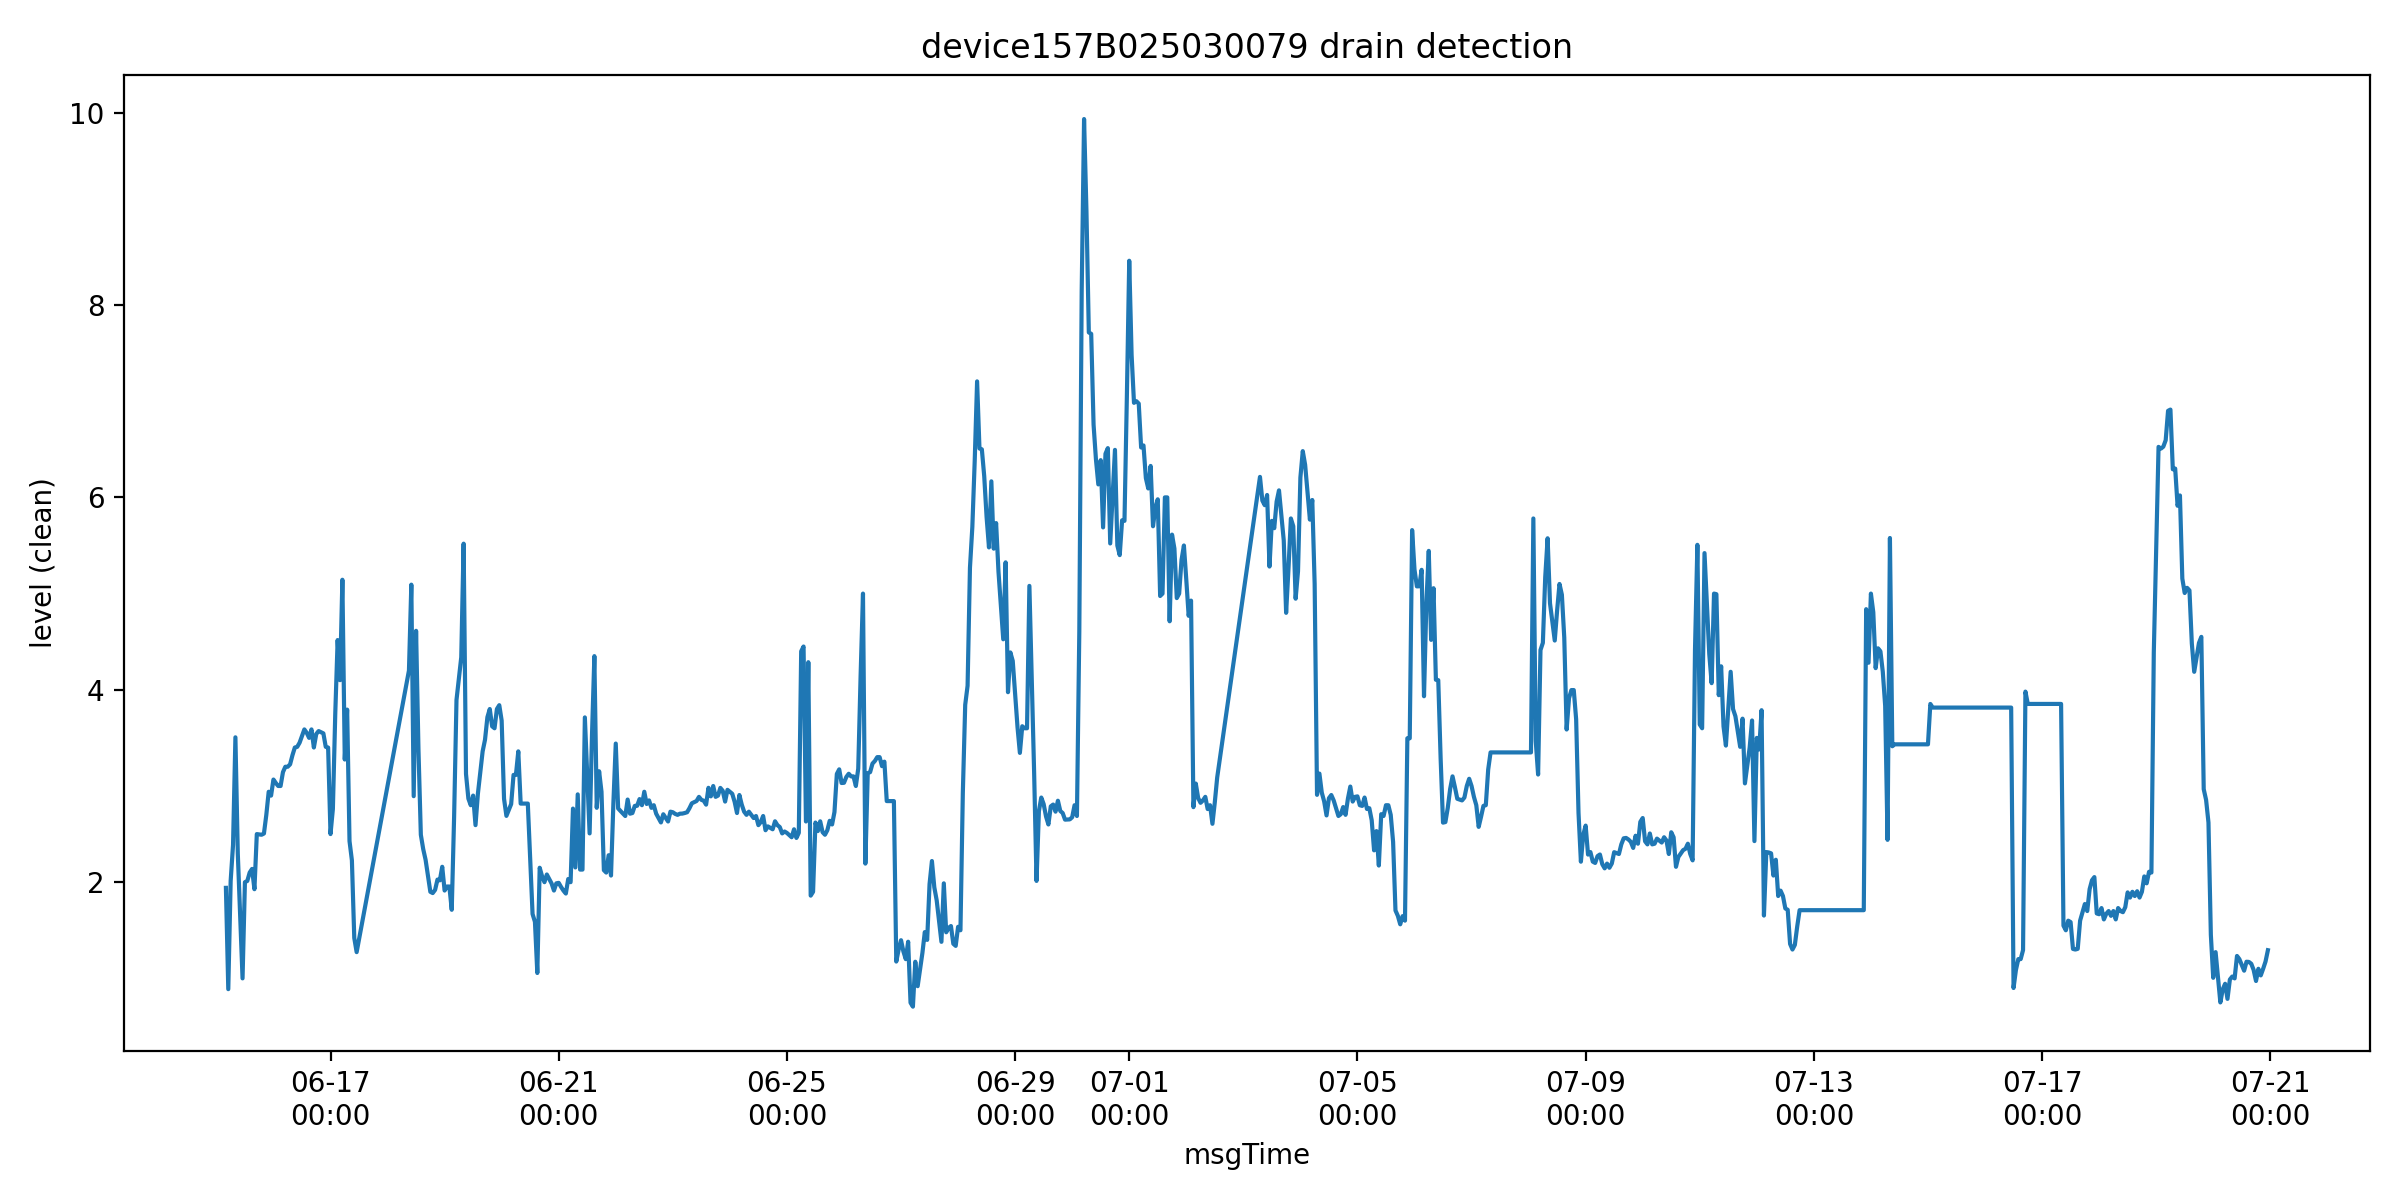 device157B025030079 drain detection
10
8
6
4
2
level (clean)
06-17 06-21 06-25 06-29 07-01 07-05 07-09 07-13 07-17 07-21
00:00 00:00 00:00 00:00 00:00 00:00 00:00 00:00 00:00 00:00
msgTime